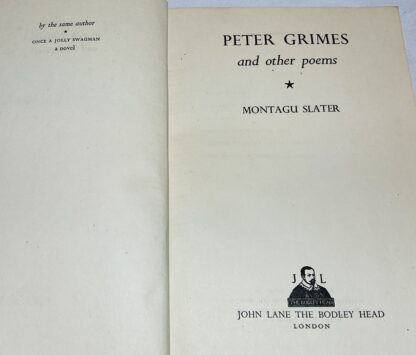 by the same author
★
ONCE A JOLLY SWAGMAN
a novel
PETER GRIMES
and other poems
★
MONTAGU SLATER
J L
THE BODLEY HEAD
JOHN LANE THE BODLEY HEAD
LONDON